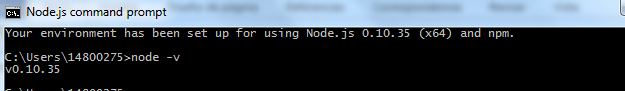 Node.js command prompt
Your environment has been set up for using Node.js 0.10.35 (x64) and npm.
C:\Users\14800275>node -v
v0.10.35